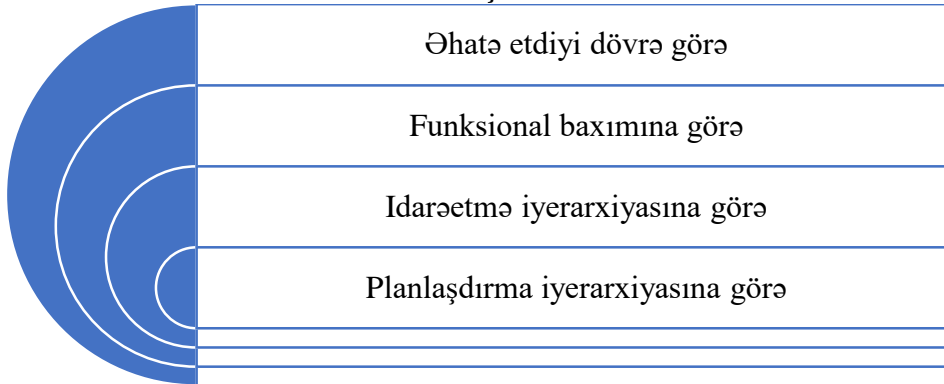 Əhatə etdiyi dövrə görə
Funksional baxımına görə
Idarəetmə iyerarxiyasına görə
Planlaşdırma iyerarxiyasına görə